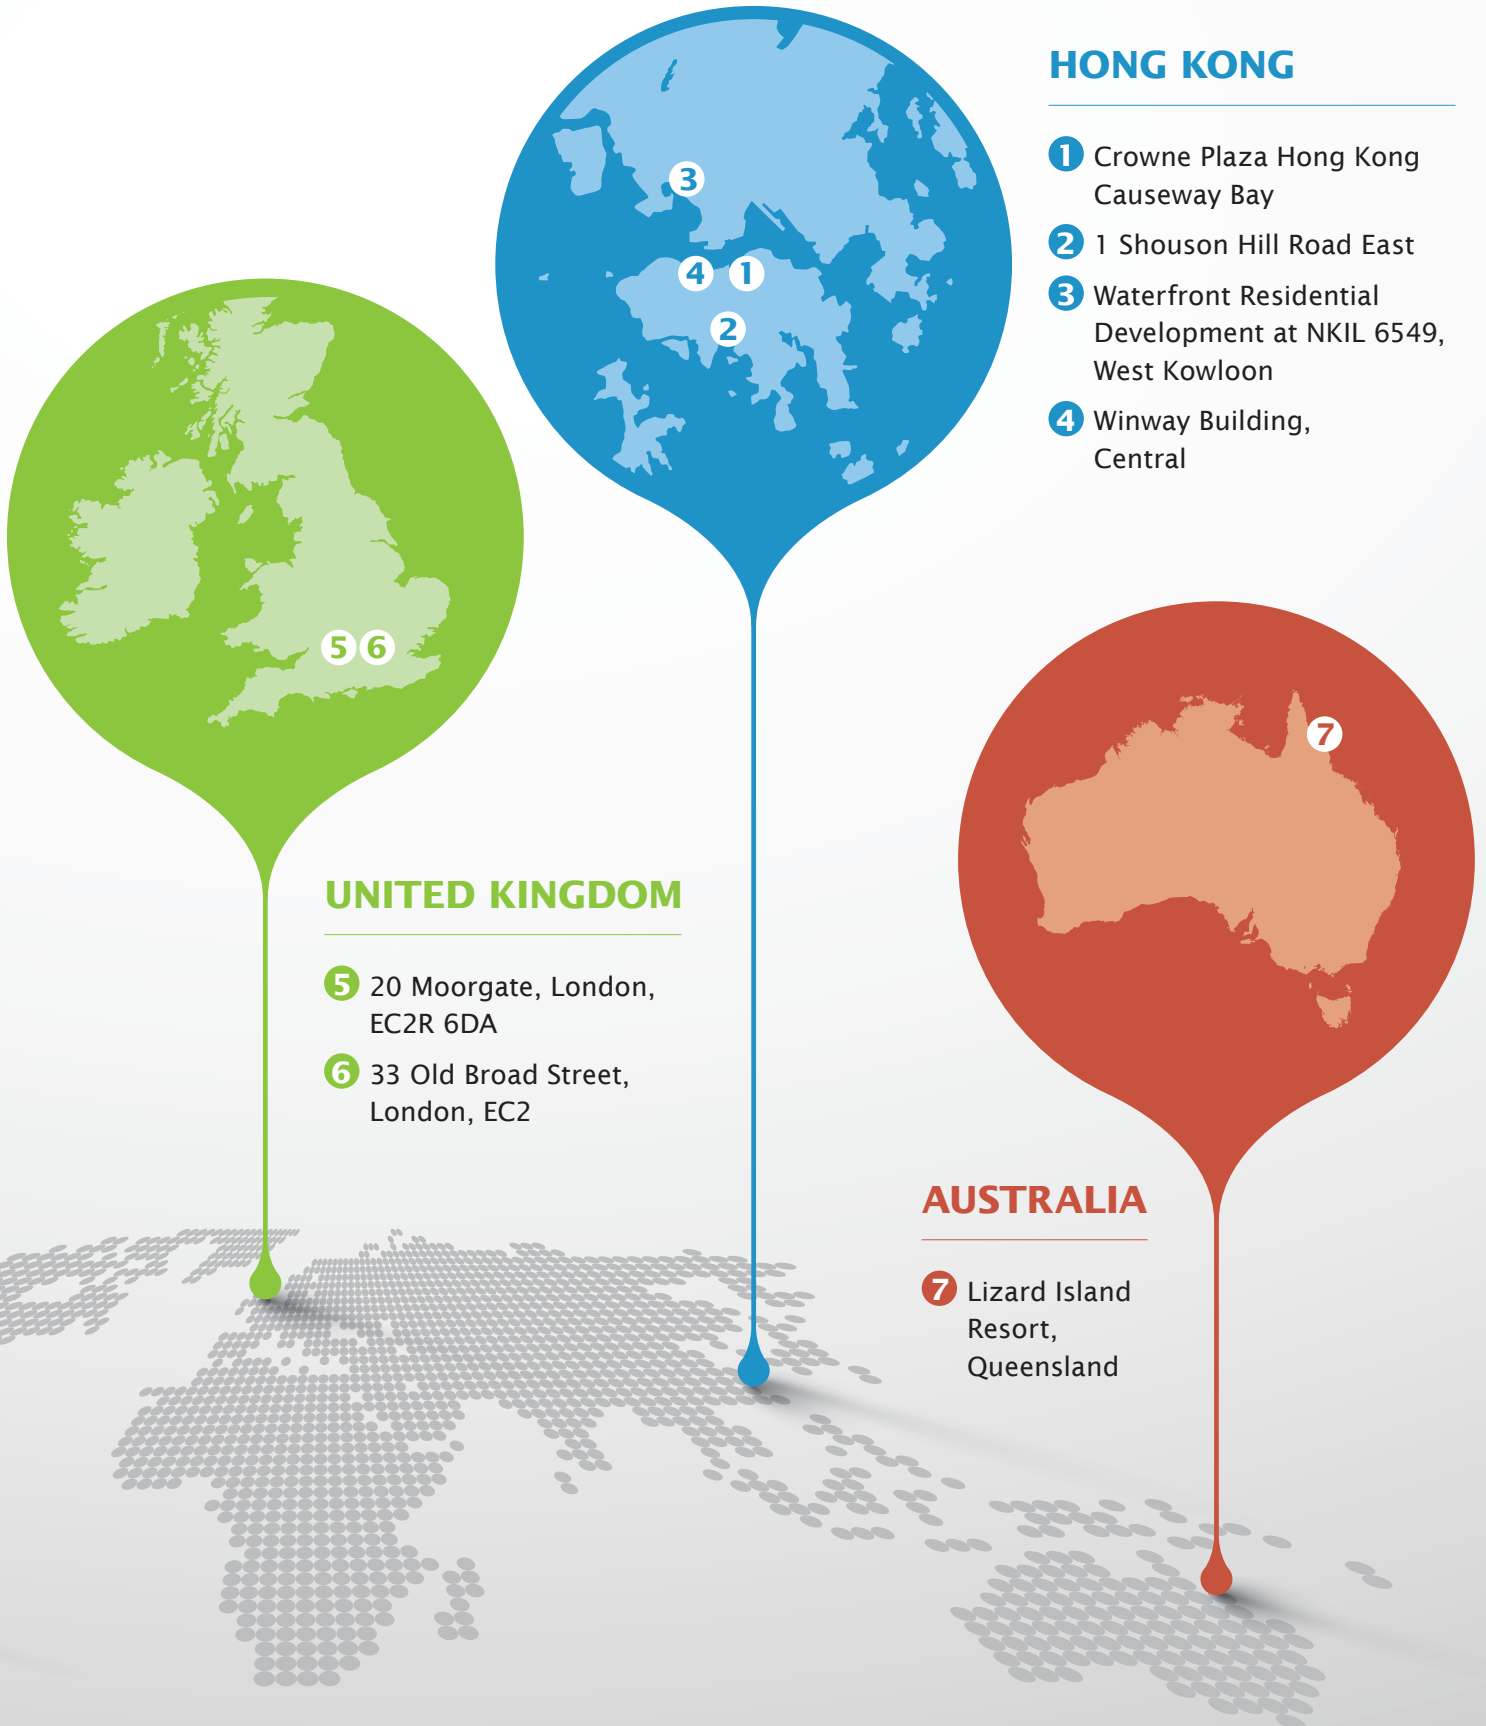 HONG KONG
1 Crowne Plaza Hong Kong
Causeway Bay
2 1 Shouson Hill Road East
3 Waterfront Residential
Development at NKIL 6549,
West Kowloon
4 Winway Building,
Central
3
4 1
2
5 6
7
UNITED KINGDOM
5 20 Moorgate, London,
EC2R 6DA
6 33 Old Broad Street,
London, EC2
AUSTRALIA
7 Lizard Island
Resort,
Queensland